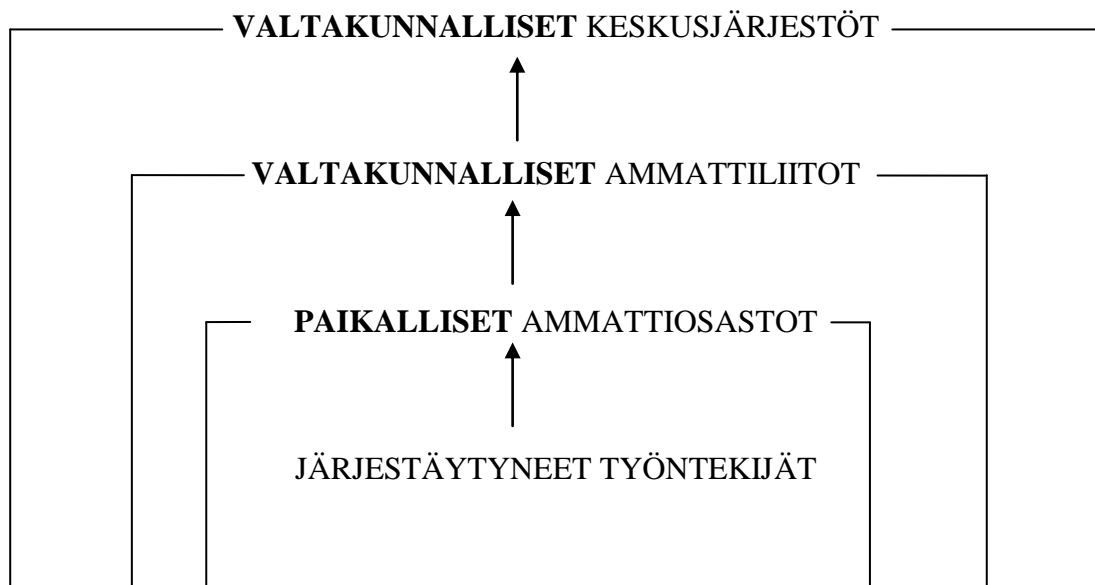 VALTAKUNNALLISET KESKUSJÄRJESTÖT
VALTAKUNNALLISET AMMATTILIITOT
PAIKALLISET AMMATTIOSASTOT
JÄRJESTÄYTYNEET TYÖNTEKIJÄT